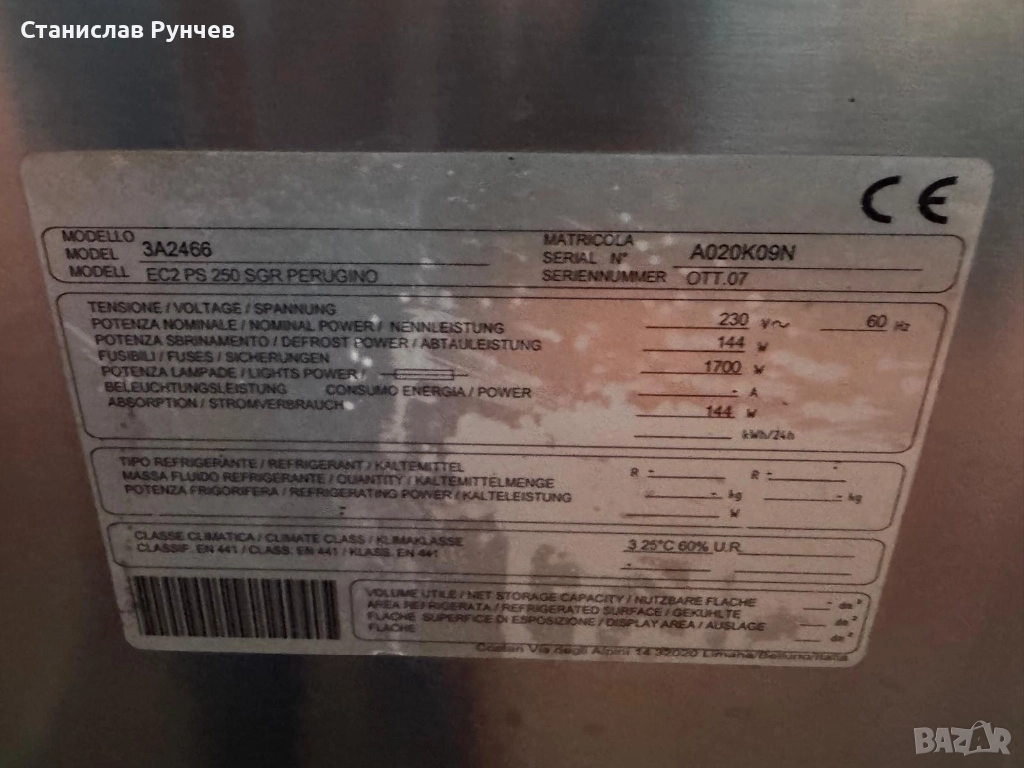 Станислав Рунчев
CE
MODELLO
MODEL 3A2466
MODELL EC2 PS 250 SGR PERUGINO
MATRICOLA
SERIAL N° A020K09N
SERIENNUMMER OTT.07
TENSIONE / VOLTAGE / SPANNUNG 230 V~ 60 Hz
POTENZA NOMINALE / NOMINAL POWER / NENNLEISTUNG 144 W
POTENZA SBRINAMENTO / DEFROST POWER / ABTAULEISTUNG 1700 W
FUSIBILI / FUSES / SICHERUNGEN - A
POTENZA LAMPADE / LIGHTS POWER / 144 W
BELEUCHTUNGSLEISTUNG CONSUMO ENERGIA / POWER
ABSORPTION / STROMVERBRAUCH kWh/24h
TIPO REFRIGERANTE / REFRIGERANT / KALTEMITTEL R - R -
MASSA FLUIDO REFRIGERANTE / QUANTITY / KALTEMITTELMENGE - kg - kg
POTENZA FRIGORIFERA / REFRIGERATING POWER / KALTELEISTUNG W
-
CLASSE CLIMATICA / CLIMATE CLASS / KLIMAKLASSE 3 25°C 60% U.R.
CLASSIF. EN 441 / CLASS. EN 441 / KLASS. EN 441 -
VOLUME UTILE / NET STORAGE CAPACITY / NUTZBARE FLACHE
AREA REFRIGERATA / REFRIGERATED SURFACE / GEKUHLTE
FLACHE SUPERFICE DI ESPOSIZIONE / DISPLAY AREA / AUSLAGE
FLACHE
Costan Via degli Alpini 14 32020 Limana/Belluno/Italia
BAZAR